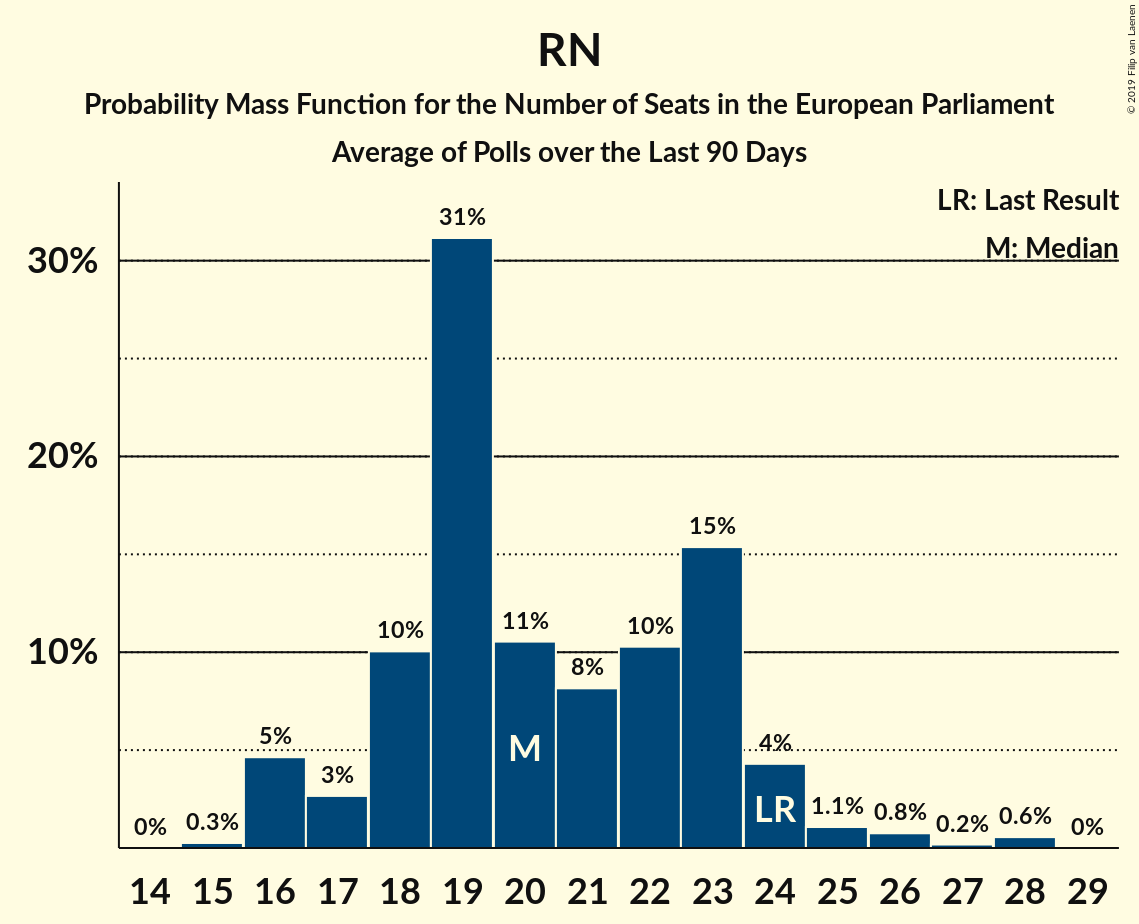 RN
Probability Mass Function for the Number of Seats in the European Parliament
Average of Polls over the Last 90 Days
© 2019 Filip van Laenen
LR: Last Result
M: Median
30%
20%
10%
0%
0.3%
5%
3%
10%
31%
11%
8%
10%
15%
4%
1.1%
0.8%
0.2%
0.6%
0%
M
LR
14 15 16 17 18 19 20 21 22 23 24 25 26 27 28 29